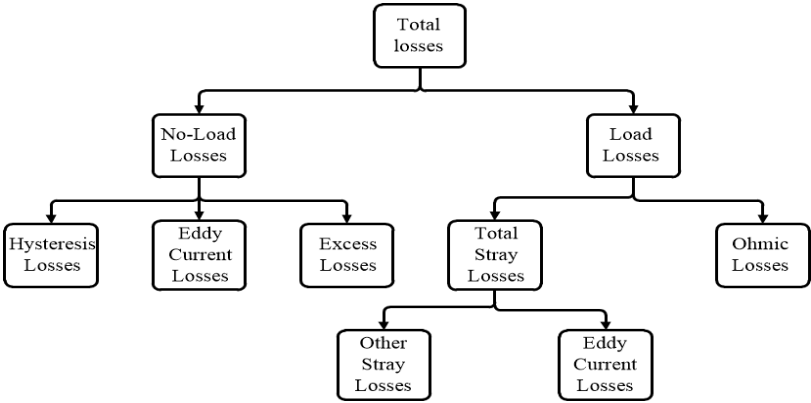 Total
losses
No-Load
Losses
Load
Losses
Hysteresis
Losses
Eddy
Current
Losses
Excess
Losses
Total
Stray
Losses
Ohmic
Losses
Other
Stray
Losses
Eddy
Current
Losses